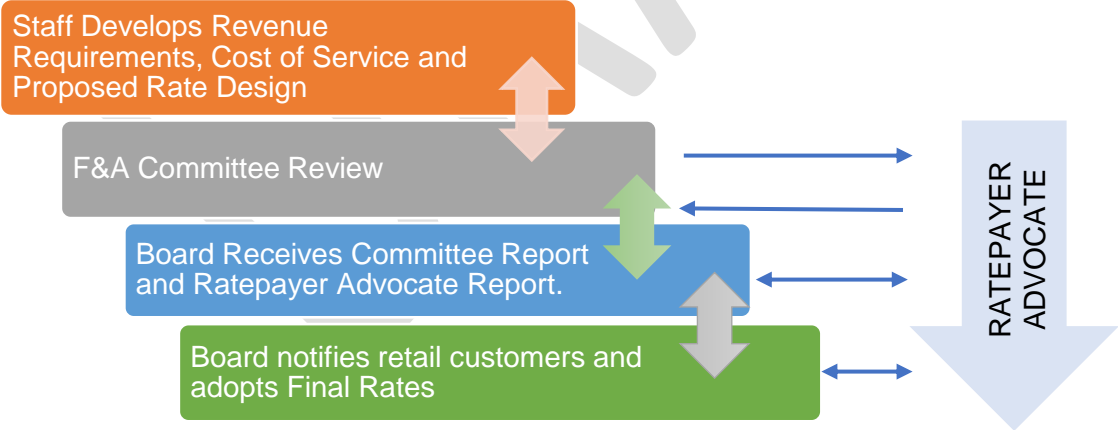 Staff Develops Revenue
Requirements, Cost of Service and
Proposed Rate Design
F&A Committee Review
Board Receives Committee Report
and Ratepayer Advocate Report.
Board notifies retail customers and
adopts Final Rates
RATEPAYER
ADVOCATE